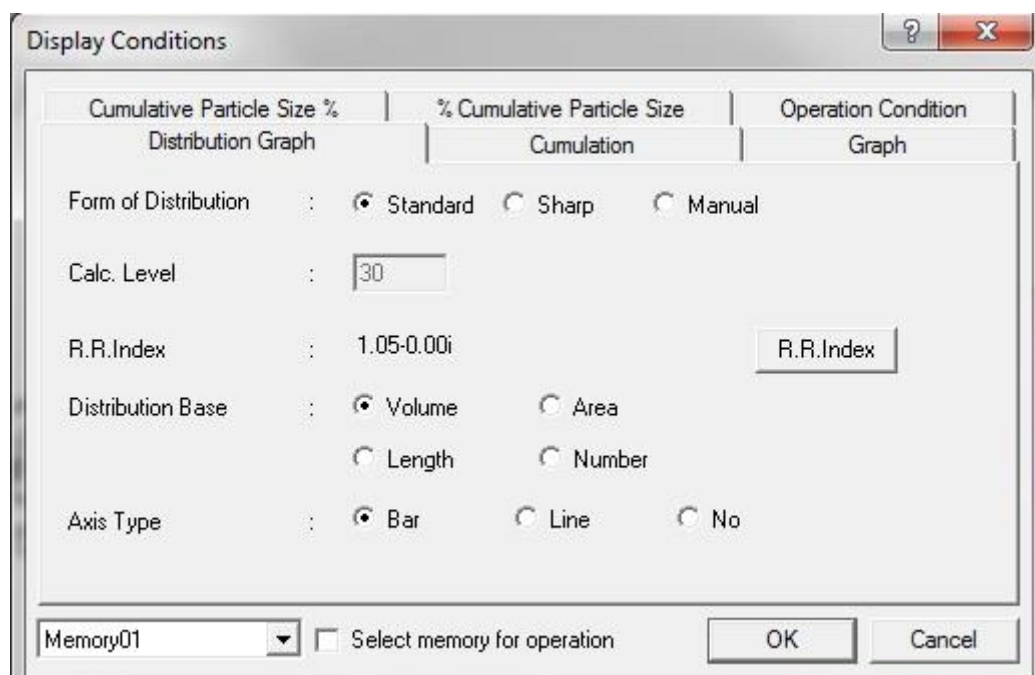 Display Conditions
Cumulative Particle Size % % Cumulative Particle Size Operation Condition
Distribution Graph Cumulation Graph
Form of Distribution : Standard Sharp Manual
Calc. Level : 30
R.R.Index : 1.05-0.00i R.R.Index
Distribution Base : Volume Area
Length Number
Axis Type : Bar Line No
Memory01 Select memory for operation OK Cancel